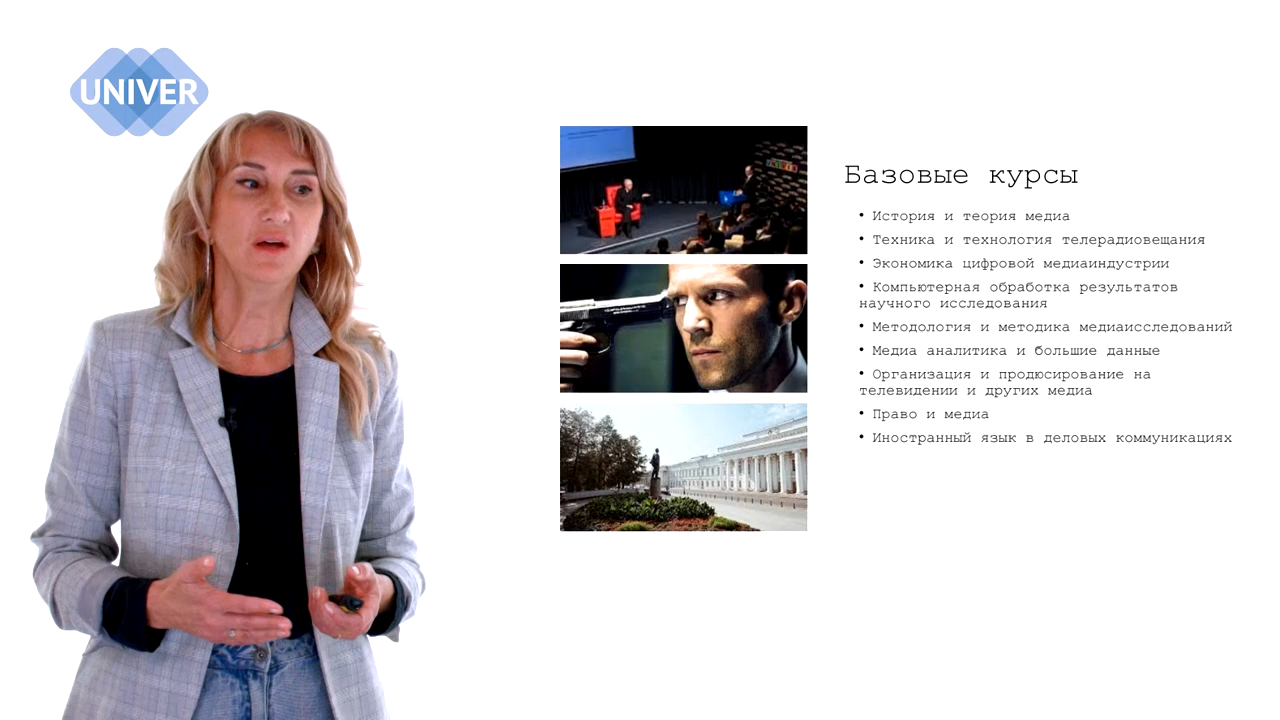 UNIVER
Базовые курсы
• История и теория медиа
• Техника и технология телерадиовещания
• Экономика цифровой медиаиндустрии
• Компьютерная обработка результатов
научного исследования
• Методология и методика медиаисследований
• Медиа аналитика и большие данные
• Организация и продюсирование на
телевидении и других медиа
• Право и медиа
• Иностранный язык в деловых коммуникациях